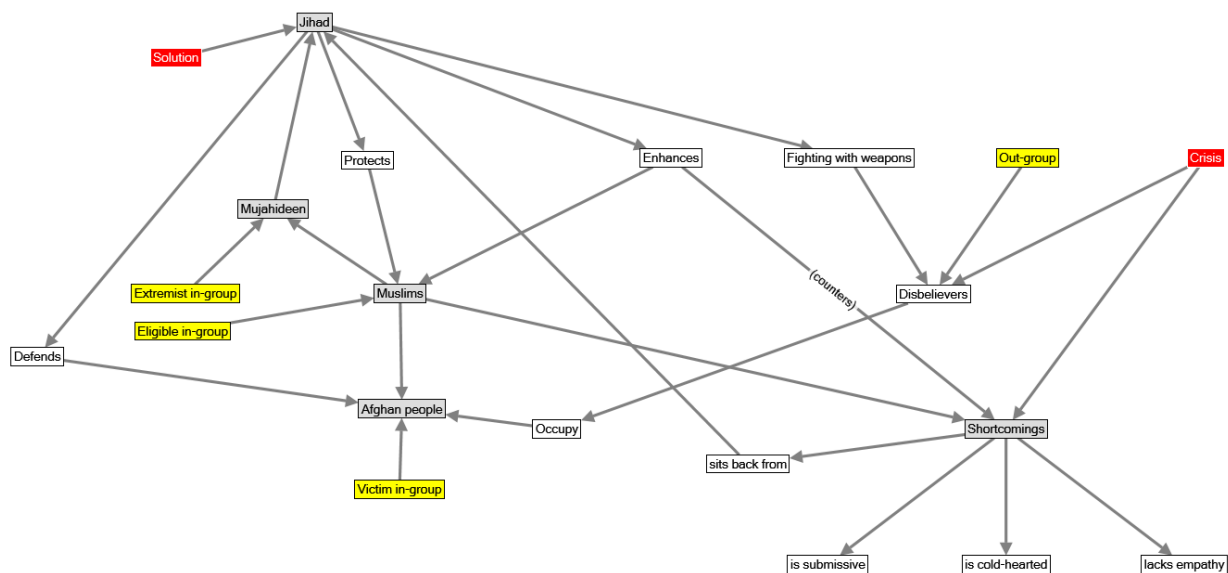 Jihad
Solution
Protects
Enhances
Fighting with weapons
Out-group
Crisis
Mujahideen
(counters)
Extremist in-group
Muslims
Disbelievers
Eligible in-group
Defends
Afghan people
Occupy
Shortcomings
sits back from
Victim in-group
is submissive
is cold-hearted
lacks empathy